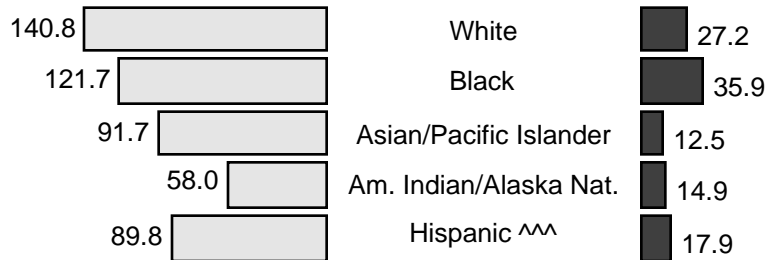 140.8 White 27.2
121.7 Black 35.9
91.7 Asian/Pacific Islander 12.5
58.0 Am. Indian/Alaska Nat. 14.9
89.8 Hispanic ^^^ 17.9